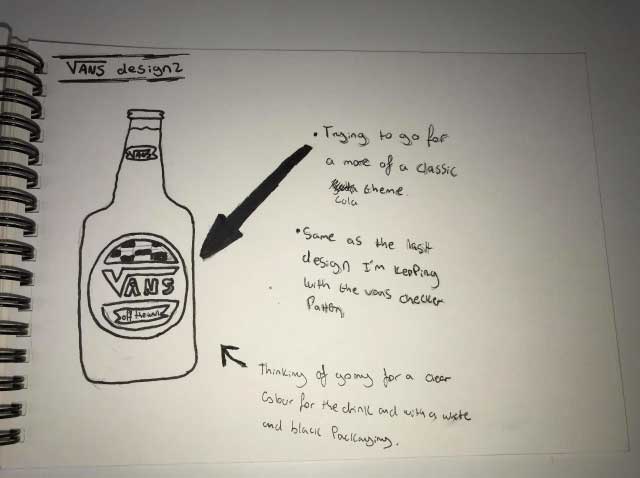 VANS design2
VANS
VANS
off the wall
• Trying to go for
a more of a classic
theme.
Cola
• Same as the last
design I'm keeping
with the vans checker
Patten
Thinking of going for a clear
Colour for the drink and with a white
and black Packaging.